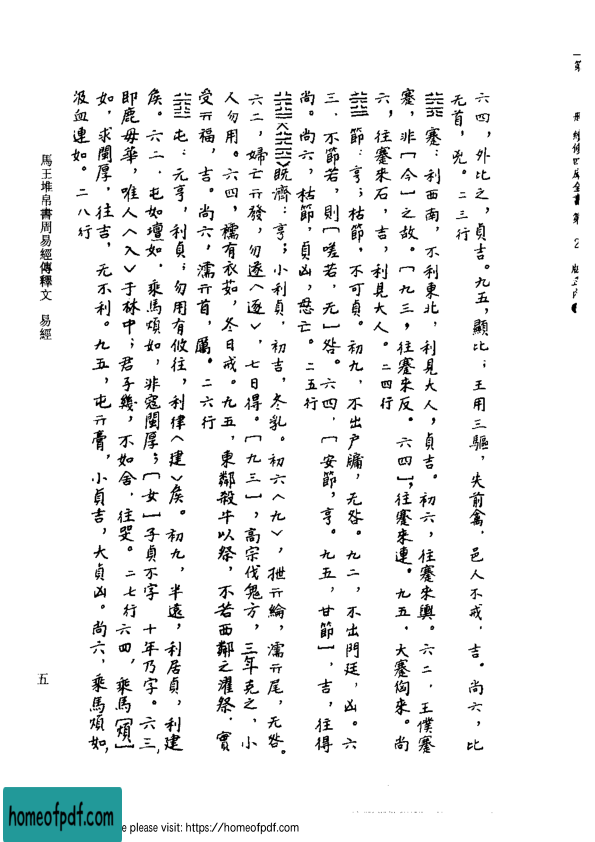 六四，外比之，貞吉。九五，顯比；王用三驅，失前禽，邑人不戒，吉。尚六，比
无首，兇。二三行
蹇：利西南，不利東北，利見大人，貞吉。初六，往蹇來輿。六二，王僕蹇
蹇，非［今］之故。［九三，往蹇來反。六四］，往蹇來連。九五，大蹇來。尚
六，往蹇來石，吉，利見大人。二四行
節：亨；枯節，不可貞。初九，不出户牖，无咎。九二，不出門廷，凶。六
三，不節若，則［嗟若，无］咎。六四，［安節，亨。九五，甘節］，吉，往得
尚。尚六，枯節，貞凶，亡。二五行
既濟：亨；小利貞，初吉，冬乳。初六〈九〉，抴亓綸，濡亓尾，无咎。
六二，婦亡亓發，勿遂〈逐〉，七日得。［九三］，高宗伐鬼方，三年克之，小
人勿用。六四，襦有衣茹，冬日戒。九五，東鄰殺牛以祭，不若西鄰之濯祭，實
受亓福，吉。尚六，濡亓首，厲。二六行
屯：元亨，利貞；勿用有攸往，利律〈建〉矦。初九，半遠，利居貞，利建
矦。六二，屯如壇如，乘馬煩如，非寇閩厚；［女］子貞不字 十年乃字。六三，
即鹿毋華，唯人〈入〉于林中；君子幾，不如舍，往哭。二七行六四，乘馬［煩］
如，求閩厚，往吉，无不利。九五，屯亓膏，小貞吉，大貞凶。尚六，乘馬煩如，
汲血連如。二八行
馬王堆帛書周易經傳釋文 易經
五
homeofpdf.com
e please visit: https://homeofpdf.com